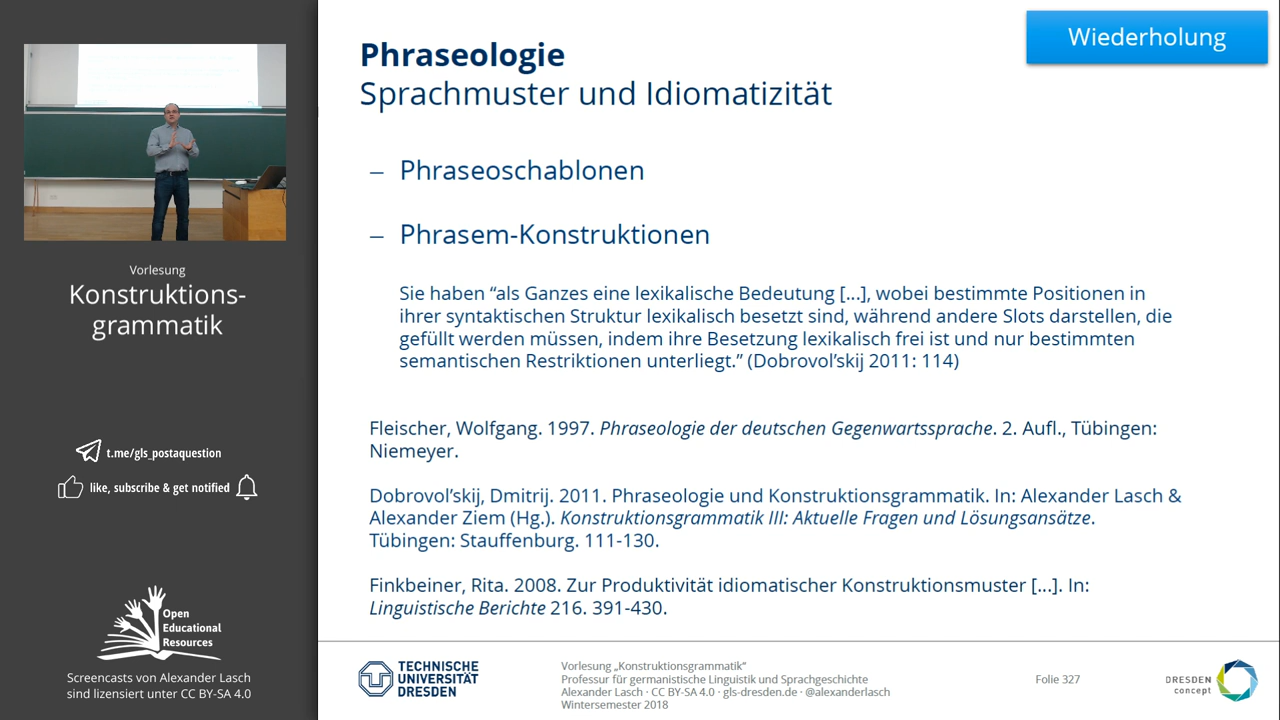 Vorlesung
Konstruktions-
grammatik
t.me/gls_postaquestion
like, subscribe & get notified
Open
Educational
Resources
Screencasts von Alexander Lasch
sind lizensiert unter CC BY-SA 4.0
Wiederholung
Phraseologie
Sprachmuster und Idiomatizität
– Phraseoschablonen
– Phrasem-Konstruktionen
Sie haben “als Ganzes eine lexikalische Bedeutung [...], wobei bestimmte Positionen in
ihrer syntaktischen Struktur lexikalisch besetzt sind, während andere Slots darstellen, die
gefüllt werden müssen, indem ihre Besetzung lexikalisch frei ist und nur bestimmten
semantischen Restriktionen unterliegt.” (Dobrovol’skij 2011: 114)
Fleischer, Wolfgang. 1997. Phraseologie der deutschen Gegenwartssprache. 2. Aufl., Tübingen:
Niemeyer.
Dobrovol’skij, Dmitrij. 2011. Phraseologie und Konstruktionsgrammatik. In: Alexander Lasch &
Alexander Ziem (Hg.). Konstruktionsgrammatik III: Aktuelle Fragen und Lösungsansätze.
Tübingen: Stauffenburg. 111-130.
Finkbeiner, Rita. 2008. Zur Produktivität idiomatischer Konstruktionsmuster [...]. In:
Linguistische Berichte 216. 391-430.
TECHNISCHE
UNIVERSITÄT
DRESDEN
Vorlesung „Konstruktionsgrammatik“
Professur für germanistische Linguistik und Sprachgeschichte
Alexander Lasch · CC BY-SA 4.0 · gls-dresden.de · @alexanderlasch
Wintersemester 2018
Folie 327
DRESDEN
concept